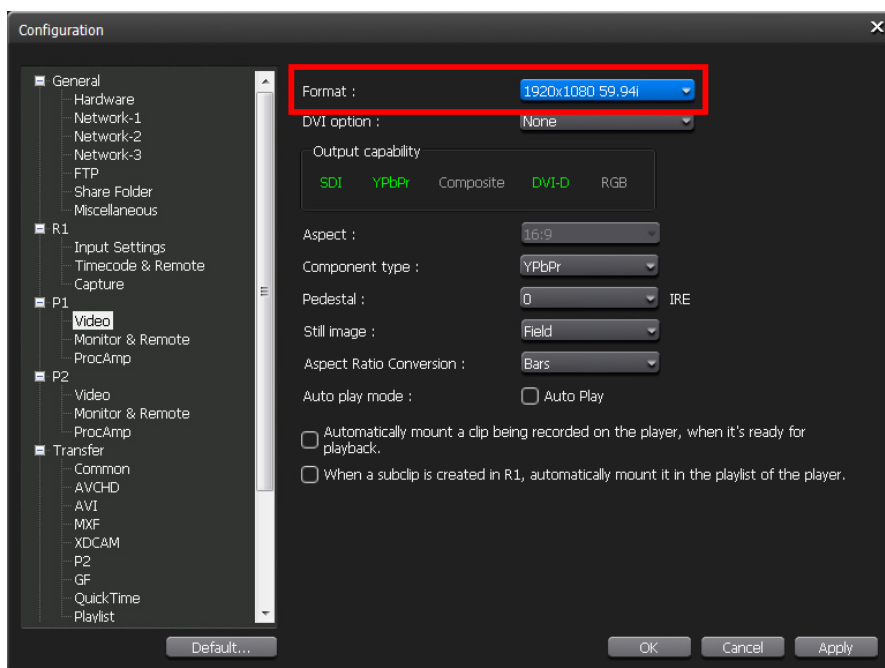 Configuration
General
Hardware
Network-1
Network-2
Network-3
FTP
Share Folder
Miscellaneous
R1
Input Settings
Timecode & Remote
Capture
P1
Video
Monitor & Remote
ProcAmp
P2
Video
Monitor & Remote
ProcAmp
Transfer
Common
AVCHD
AVI
MXF
XDCAM
P2
GF
QuickTime
Playlist
Default...
Format : 1920x1080 59.94i
DVI option : None
Output capability
SDI YPbPr Composite DVI-D RGB
Aspect : 16:9
Component type : YPbPr
Pedestal : 0 IRE
Still image : Field
Aspect Ratio Conversion : Bars
Auto play mode : Auto Play
Automatically mount a clip being recorded on the player, when it's ready for
playback.
When a subclip is created in R1, automatically mount it in the playlist of the player.
OK Cancel Apply